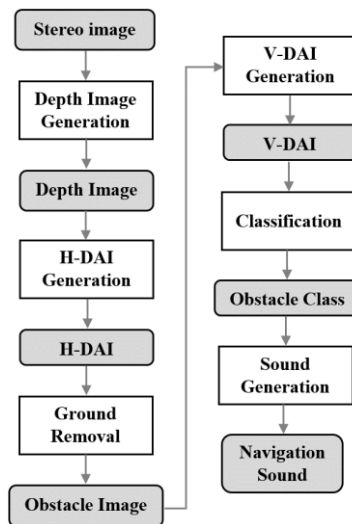 Stereo image
Depth Image
Generation
Depth Image
H-DAI
Generation
H-DAI
Ground
Removal
Obstacle Image
V-DAI
Generation
V-DAI
Classification
Obstacle Class
Sound
Generation
Navigation
Sound